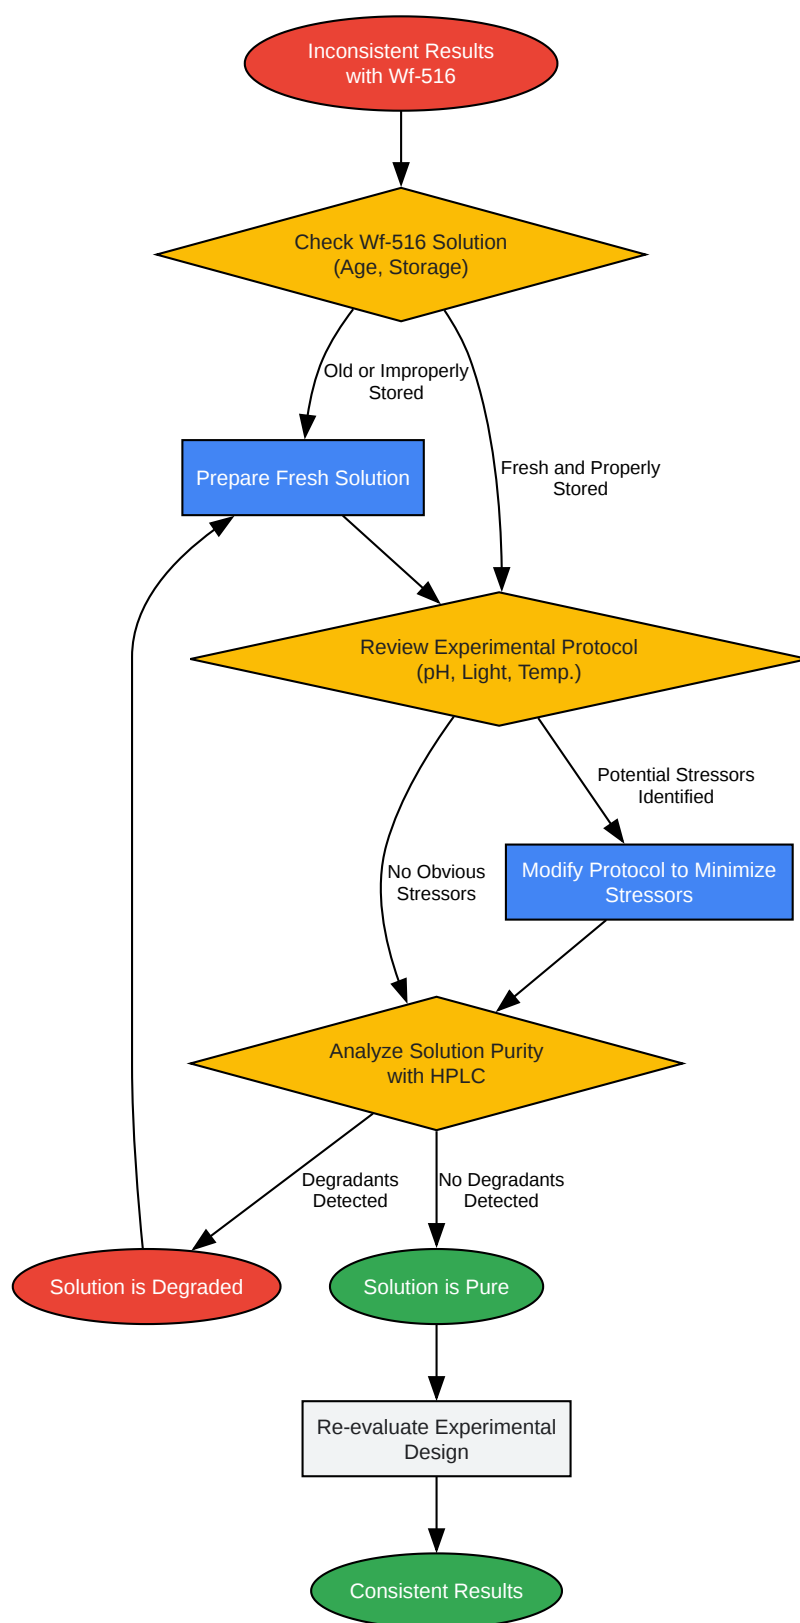 Inconsistent Results
with Wf-516
Check Wf-516 Solution
(Age, Storage)
Old or Improperly
Stored
Fresh and Properly
Stored
Prepare Fresh Solution
Review Experimental Protocol
(pH, Light, Temp.)
Potential Stressors
Identified
No Obvious
Stressors
Modify Protocol to Minimize
Stressors
Analyze Solution Purity
with HPLC
Degradants
Detected
No Degradants
Detected
Solution is Degraded
Solution is Pure
Re-evaluate Experimental
Design
Consistent Results